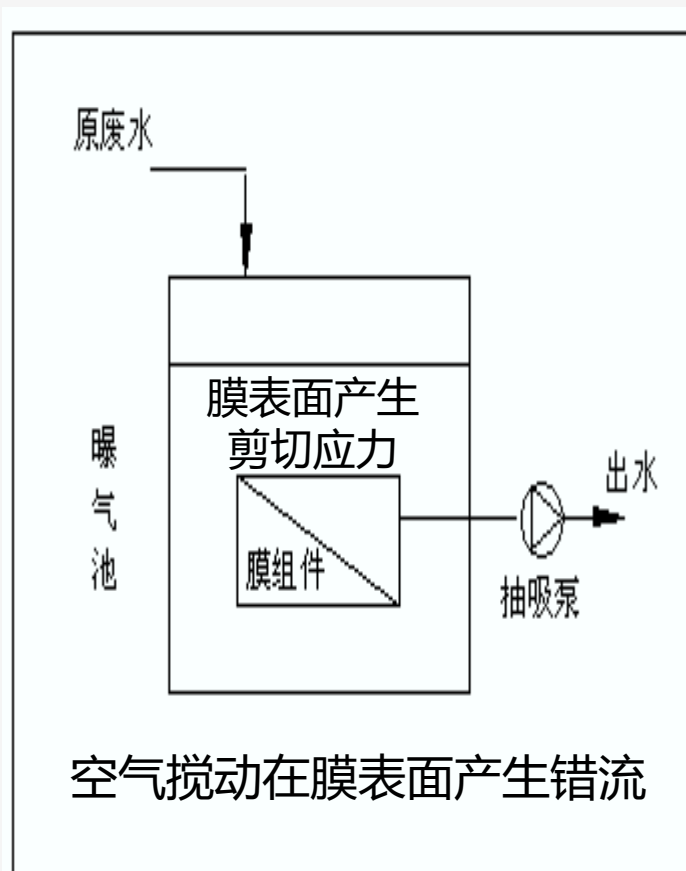 原废水
膜表面产生
剪切应力
曝气池
出水
膜组件
抽吸泵
空气搅动在膜表面产生错流